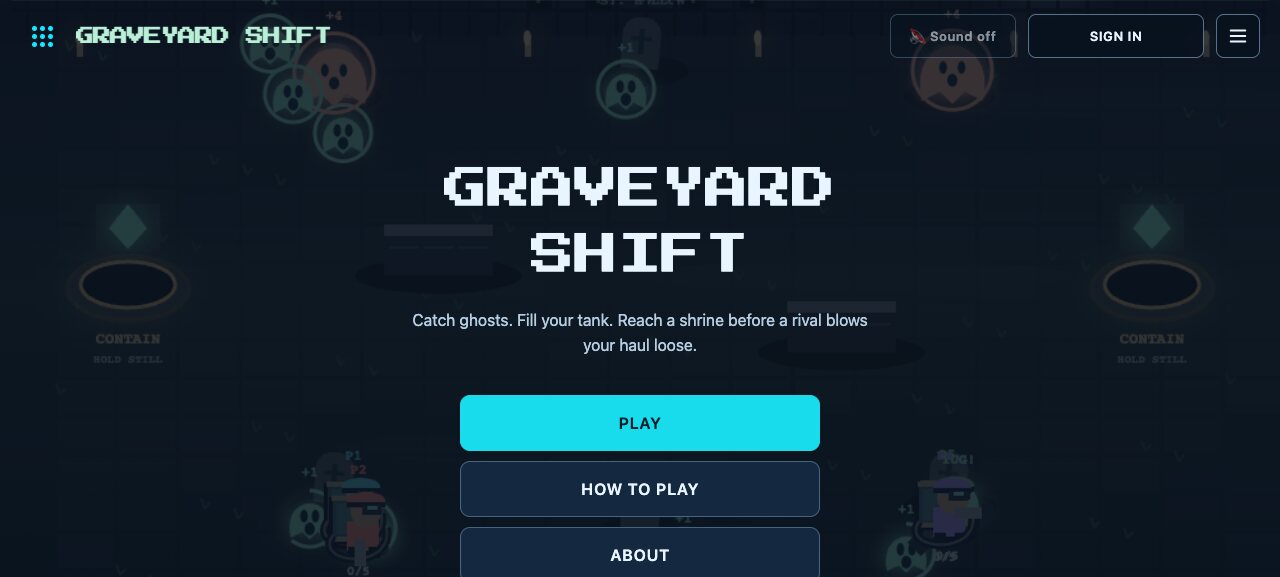 +1
+4
GRAVEYARD SHIFT
+1
+4
Sound off
SIGN IN
GRAVEYARD
SHIFT
Catch ghosts. Fill your tank. Reach a shrine before a rival blows
your haul loose.
CONTAIN
HOLD STILL
CONTAIN
HOLD STILL
PLAY
HOW TO PLAY
ABOUT
P1
P2
+1
0/5
+1
TUG!
+1
0/5